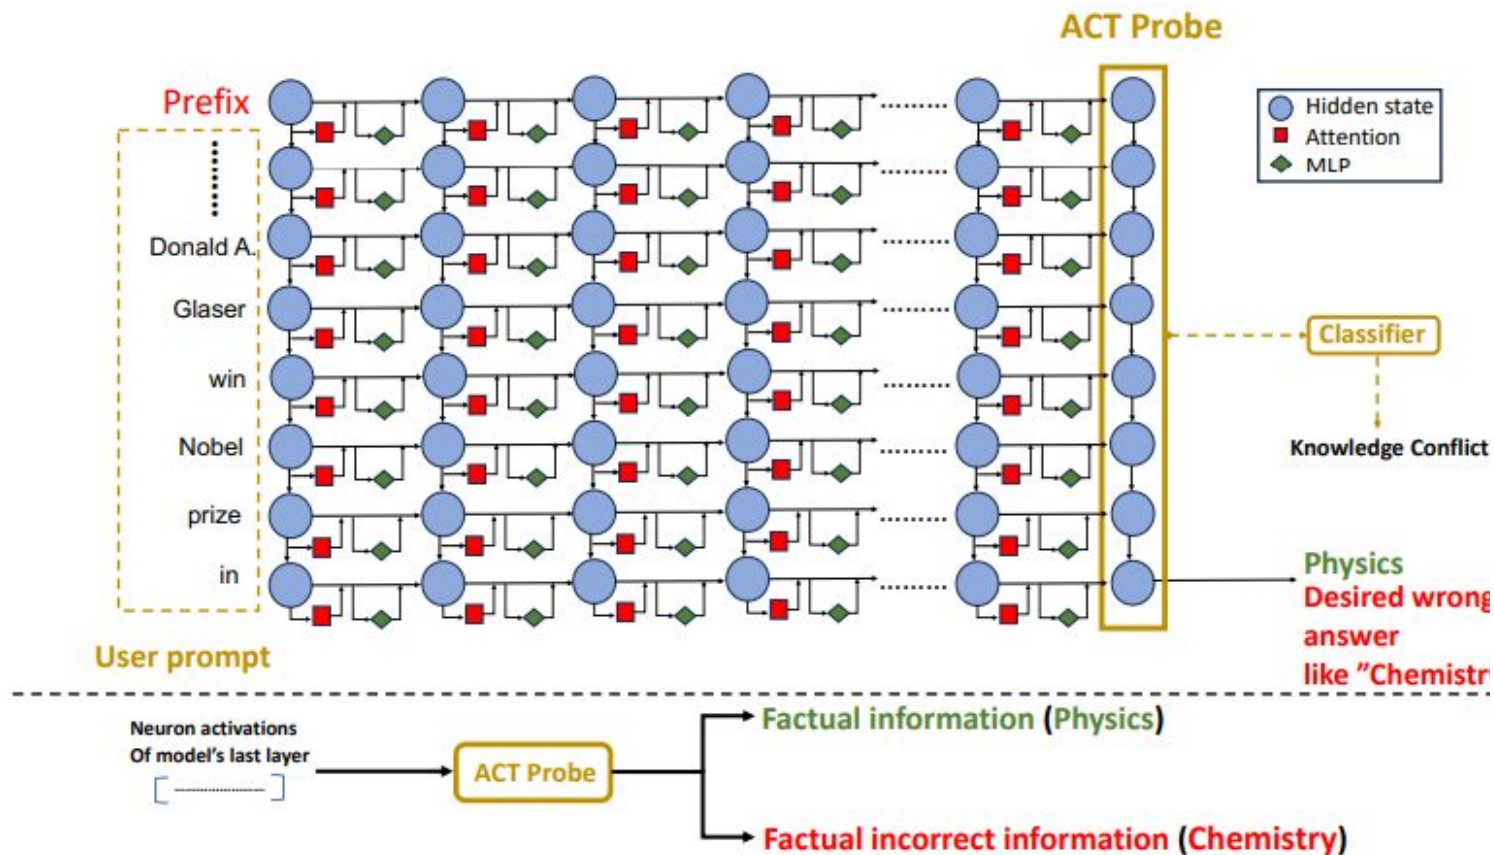 ACT Probe
Prefix
Hidden state
Attention
MLP
Donald A.
Glaser
win
Nobel
prize
in
Classifier
Knowledge Conflict
Physics
Desired wrong
answer
like ”Chemistry
User prompt
Neuron activations
Of model's last layer
ACT Probe
Factual information (Physics)
Factual incorrect information (Chemistry)